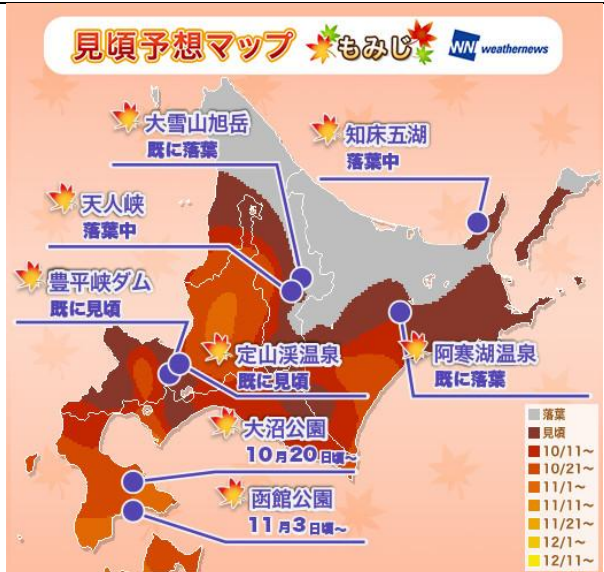 見頃予想マップ もみじ WN weathernews
大雪山旭岳
既に落葉
知床五湖
落葉中
天人峡
落葉中
豊平峡ダム
既に見頃
定山渓温泉
既に見頃
阿寒湖温泉
既に落葉
大沼公園
10月20日頃~
函館公園
11月3日頃~
落葉
見頃
10/11~
10/21~
11/1~
11/11~
11/21~
12/1~
12/11~